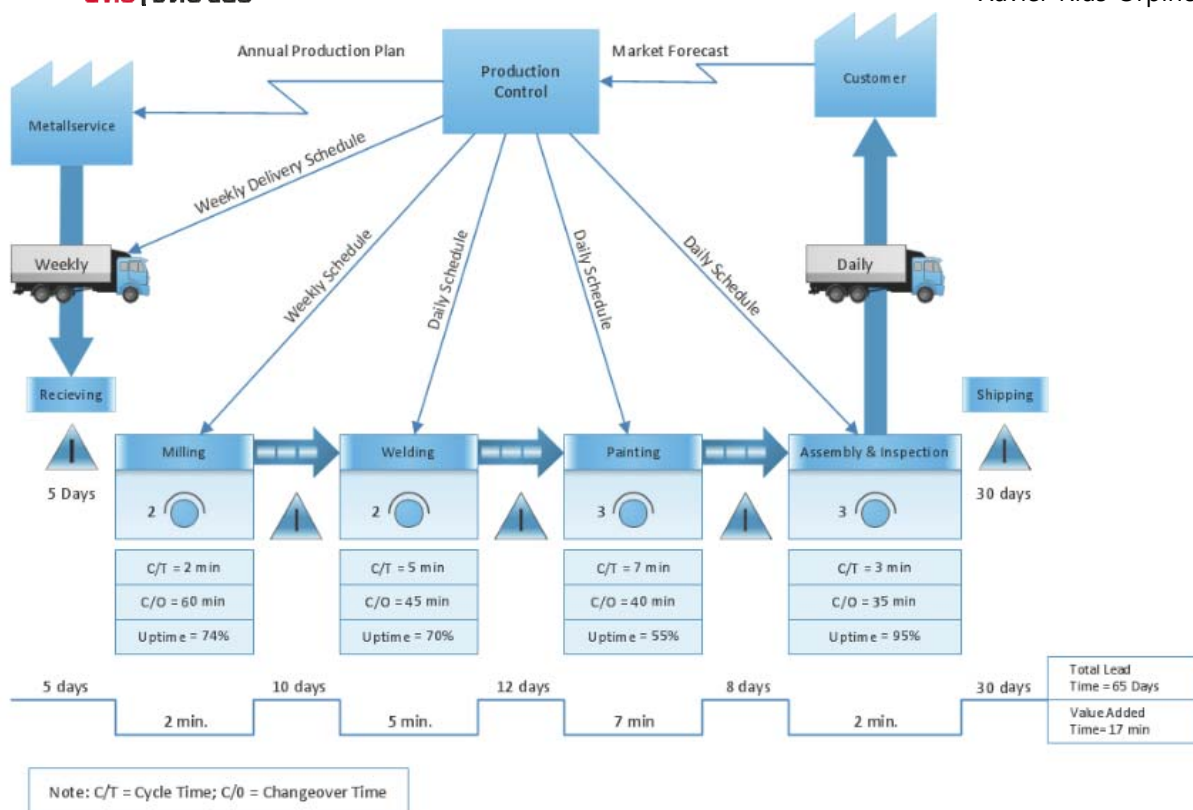 Annual Production Plan
Production
Control
Market Forecast
Customer
Metallservice
Weekly Delivery Schedule
Weekly
Weekly Schedule
Daily Schedule
Daily Schedule
Daily Schedule
Daily
Recieving
Shipping
I
5 Days
Milling
Welding
Painting
Assembly & Inspection
I
30 days
2
I
2
I
3
I
3
C/T = 2 min
C/O = 60 min
Uptime = 74%
C/T = 5 min
C/O = 45 min
Uptime = 70%
C/T = 7 min
C/O = 40 min
Uptime = 55%
C/T = 3 min
C/O = 35 min
Uptime = 95%
5 days
2 min.
10 days
5 min.
12 days
7 min
8 days
2 min.
30 days
Total Lead
Time = 65 Days
Value Added
Time= 17 min
Note: C/T = Cycle Time; C/0 = Changeover Time